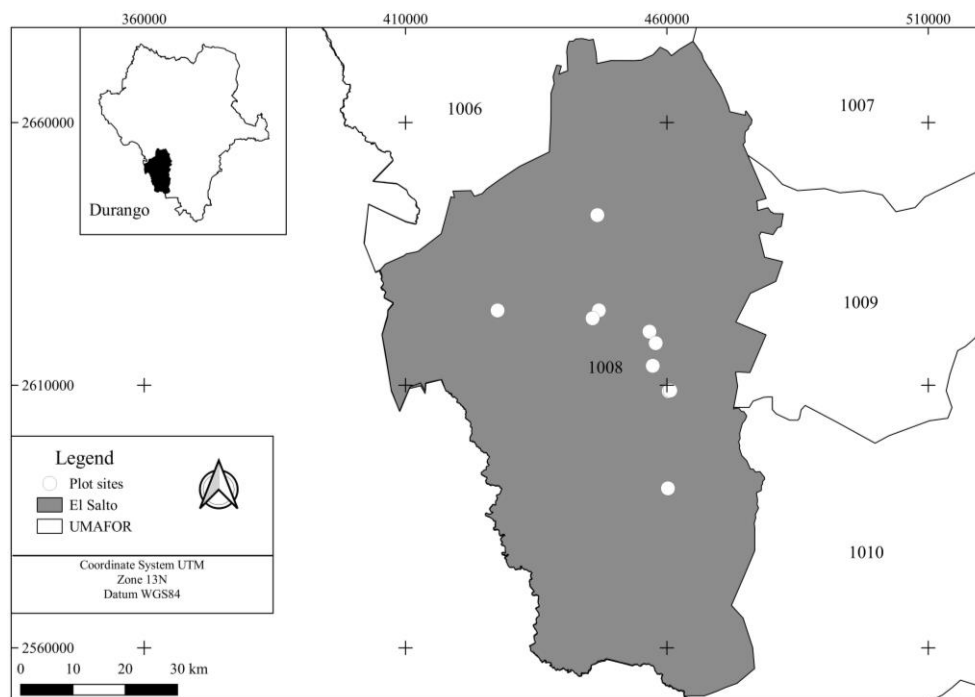 360000 410000 460000 510000
1006
1007
2660000
Durango
1009
1008
2610000
Legend
Plot sites
El Salto
UMAFOR
1010
Coordinate System UTM
Zone 13N
Datum WGS84
2560000
0 10 20 30 km